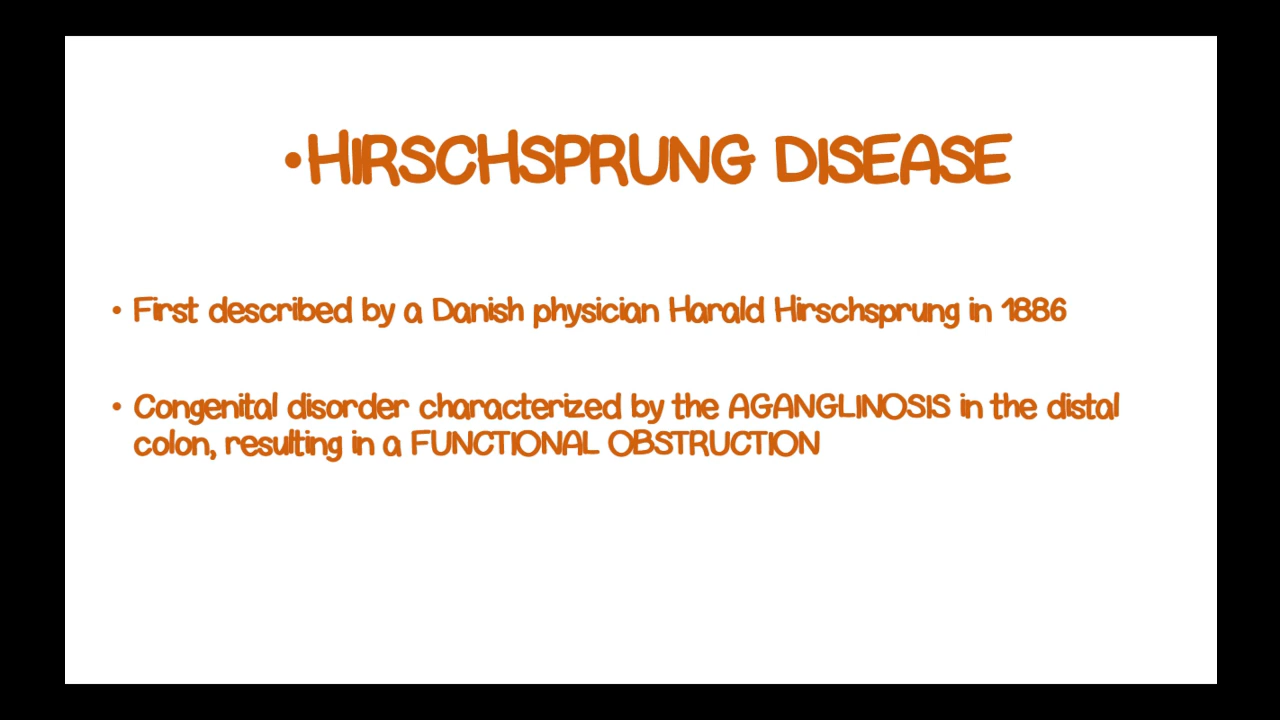 •HIRSCHSPRUNG DISEASE
• First described by a Danish physician Harald Hirschsprung in 1886
• Congenital disorder characterized by the AGANGLINOSIS in the distal
colon, resulting in a FUNCTIONAL OBSTRUCTION